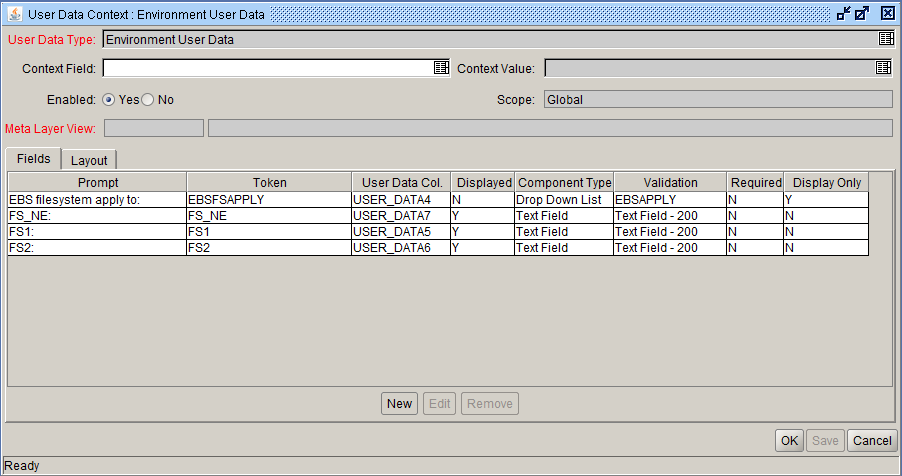 User Data Context : Environment User Data
User Data Type: Environment User Data
Context Field: Context Value:
Enabled: Yes No Scope: Global
Meta Layer View:
Fields Layout
Prompt Token User Data Col. Displayed Component Type Validation Required Display Only
EBS filesystem apply to: EBSFSAPPLY USER_DATA4 N Drop Down List EBSAPPLY N Y
FS_NE: FS_NE USER_DATA7 Y Text Field Text Field - 200 N N
FS1: FS1 USER_DATA5 Y Text Field Text Field - 200 N N
FS2: FS2 USER_DATA6 Y Text Field Text Field - 200 N N
New Edit Remove
OK Save Cancel
Ready